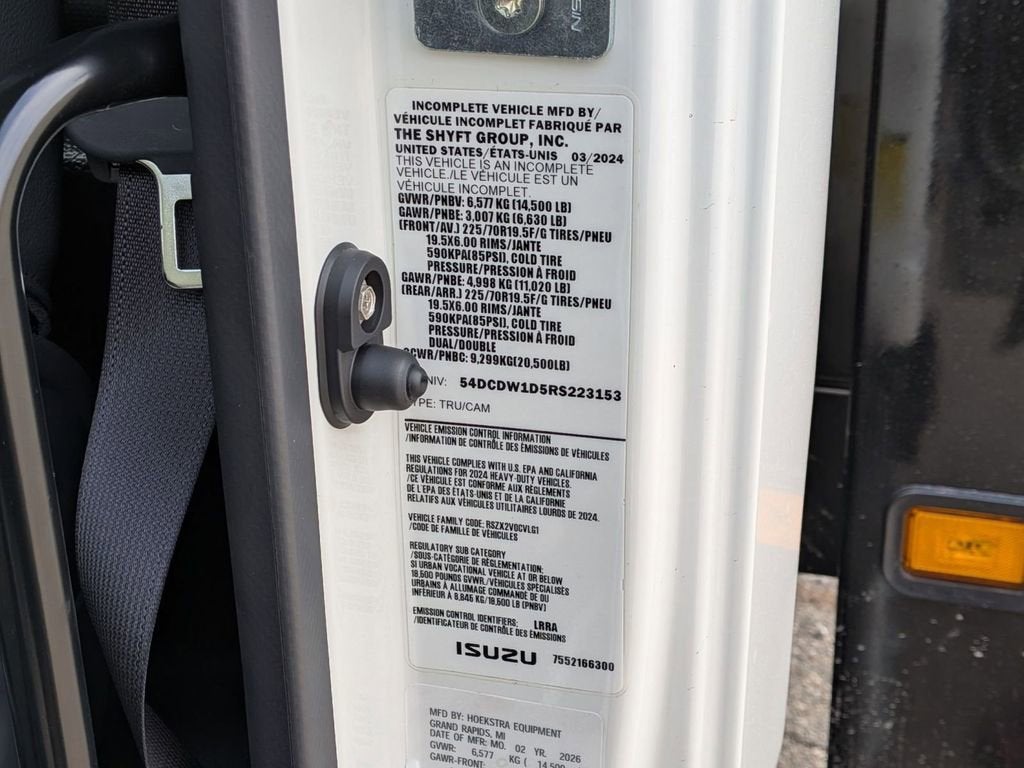 INCOMPLETE VEHICLE MFD BY/
VÉHICULE INCOMPLET FABRIQUÉ PAR
THE SHYFT GROUP, INC.
UNITED STATES/ÉTATS-UNIS 03/2024
THIS VEHICLE IS AN INCOMPLETE
VEHICLE./LE VÉHICULE EST UN
VÉHICULE INCOMPLET.
GVWR/PNBV: 6,577 KG (14,500 LB)
GAWR/PNBE: 3,007 KG (6,630 LB)
(FRONT/AV.) 225/70R19.5F/G TIRES/PNEU
19.5X6.00 RIMS/JANTE
590KPA(85PSI), COLD TIRE
PRESSURE/PRESSION À FROID
GAWR/PNBE: 4,998 KG (11,020 LB)
(REAR/ARR.) 225/70R19.5F/G TIRES/PNEU
19.5X6.00 RIMS/JANTE
590KPA(85PSI), COLD TIRE
PRESSURE/PRESSION À FROID
DUAL/DOUBLE
GCWR/PNBC: 9,299KG(20,500LB)
NIV: 54DCDW1D5RS223153
TYPE: TRU/CAM
VEHICLE EMISSION CONTROL INFORMATION
/INFORMATION DE CONTRÔLE DES ÉMISSIONS DE VÉHICULES
THIS VEHICLE COMPLIES WITH U.S. EPA AND CALIFORNIA
REGULATIONS FOR 2024 HEAVY-DUTY VEHICLES.
/CE VÉHICULE EST CONFORME AUX RÈGLEMENTS
DE L'EPA DES ÉTATS-UNIS ET DE LA CALIFORNIE
RELATIFS AUX VÉHICULES UTILITAIRES LOURDS DE 2024.
VEHICLE FAMILY CODE: RSZX2VOCVLG1
/CODE DE FAMILLE DE VÉHICULES
REGULATORY SUB CATEGORY
/SOUS-CATÉGORIE DE RÉGLEMENTATION:
SI URBAN VOCATIONAL VEHICLE AT OR BELOW
19,500 POUNDS GVWR./VÉHICULES SPÉCIALISÉS
URBAINS À ALLUMAGE COMMANDÉ DE OU
INFÉRIEUR À 8,845 KG/19,500 LB (PNBV)
EMISSION CONTROL IDENTIFIERS: LRRA
/IDENTIFICATEUR DE CONTRÔLE DES ÉMISSIONS
ISUZU 7552166300
MFD BY: HOEKSTRA EQUIPMENT
GRAND RAPIDS, MI
DATE OF MFR: MO. 02 YR. 2026
GVWR: 6,577 KG ( 14,500
GAWR-FRONT: